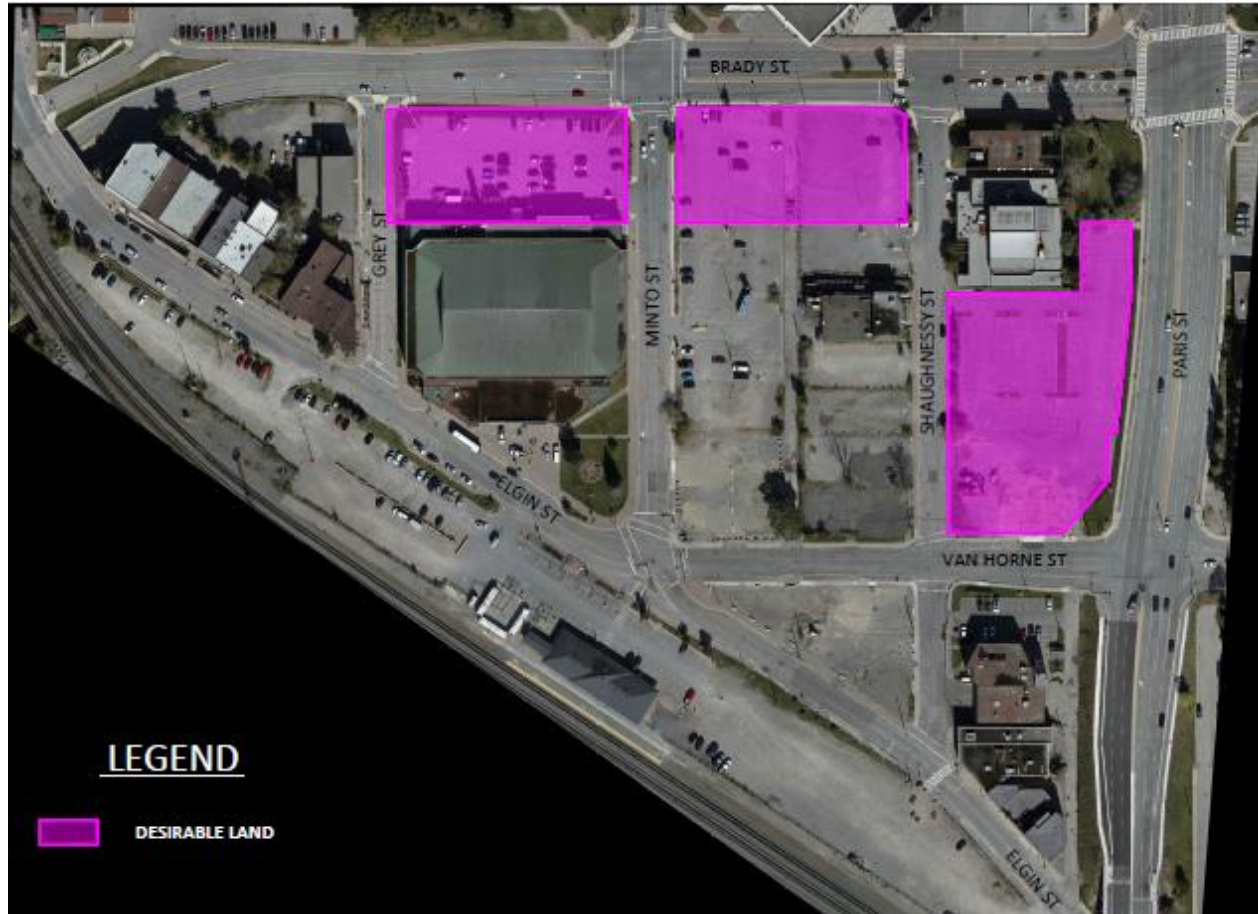 BRADY ST.
GREY ST
MINTO ST
SHAUGHNESSY ST
PARIS ST
ELGIN ST
VAN HORNE ST
LEGEND
DESIRABLE LAND
ELGIN ST